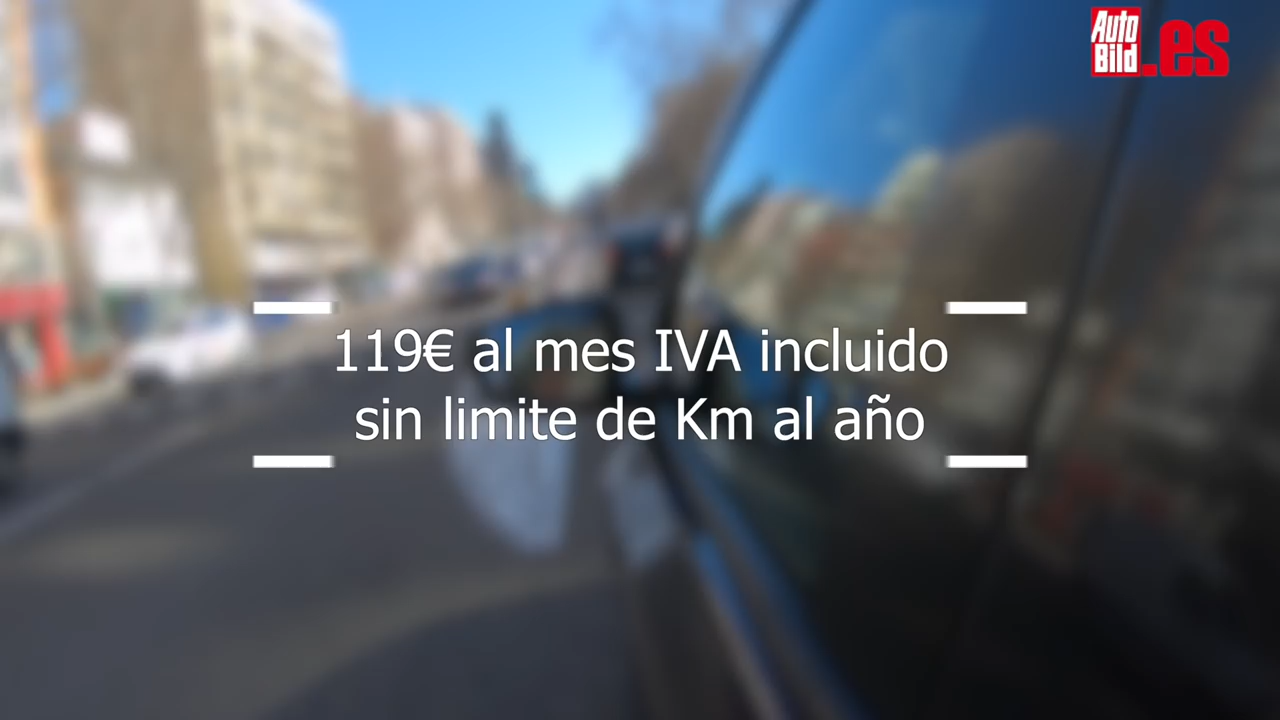 Auto
Bild.es
119€ al mes IVA incluido
sin limite de Km al año